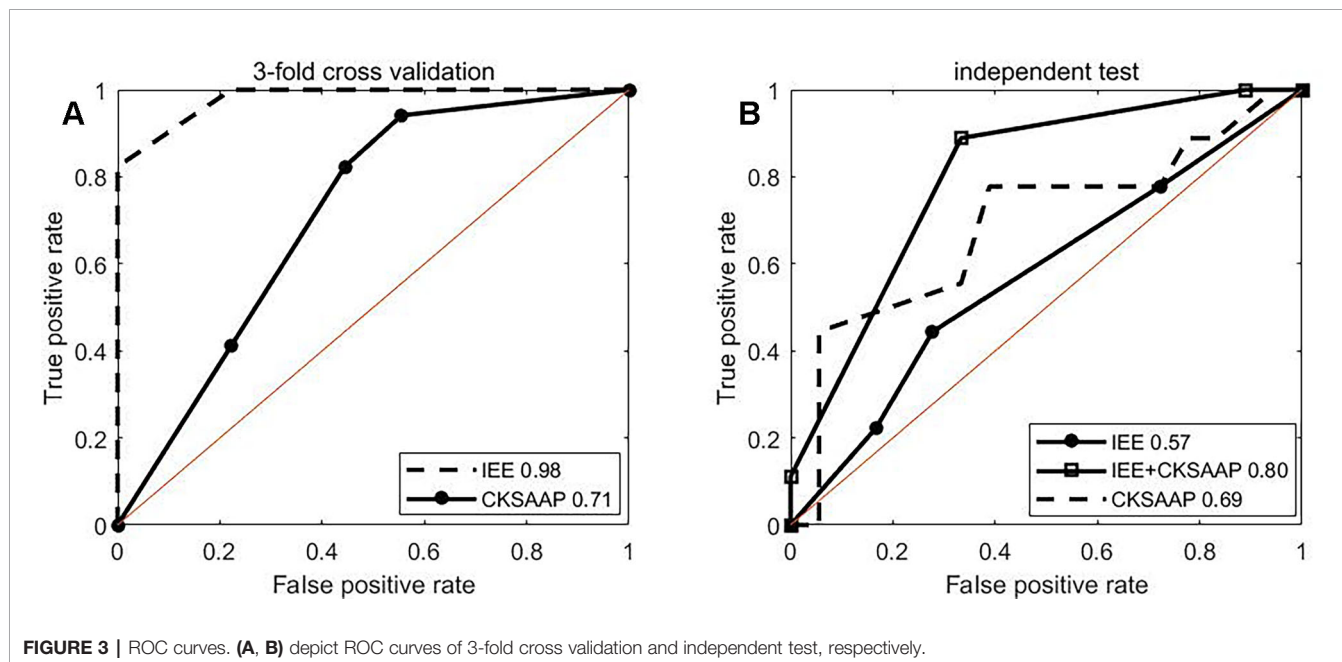 3-fold cross validation
A
1
0.8
0.6
0.4
0.2
0
True positive rate
0 0.2 0.4 0.6 0.8 1
False positive rate
IEE 0.98
CKSAAP 0.71
independent test
B
1
0.8
0.6
0.4
0.2
0
True positive rate
0 0.2 0.4 0.6 0.8 1
False positive rate
IEE 0.57
IEE+CKSAAP 0.80
CKSAAP 0.69
FIGURE 3 | ROC curves. (A, B) depict ROC curves of 3-fold cross validation and independent test, respectively.